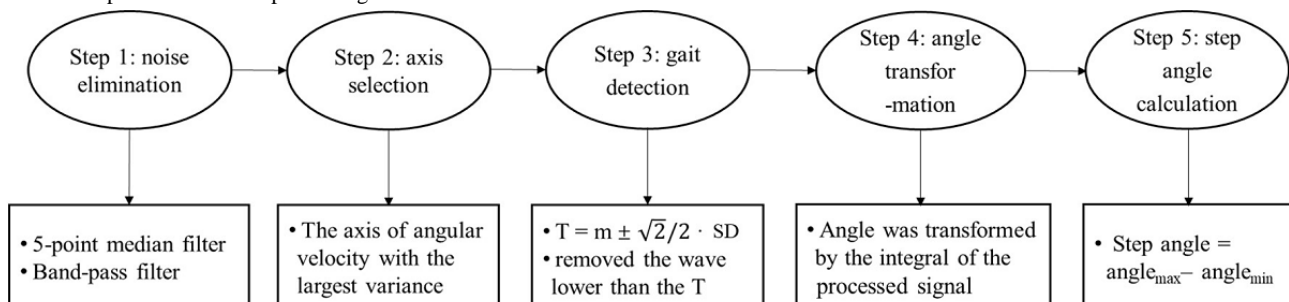 Step 1: noise
elimination
Step 2: axis
selection
Step 3: gait
detection
Step 4: angle
transfor
-mation
Step 5: step
angle
calculation
• 5-point median filter
• Band-pass filter
• The axis of angular
velocity with the
largest variance
• T = m ± √2/2 · SD
• removed the wave
lower than the T
• Angle was transformed
by the integral of the
processed signal
• Step angle =
angle_max – angle_min